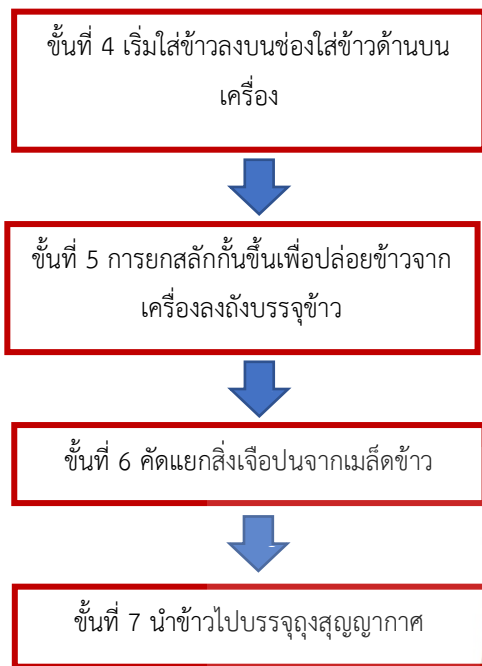 ขั้นที่ 4 เริ่มใส่ข้าวลงบนช่องใส่ข้าวด้านบน
เครื่อง
ขั้นที่ 5 การยกสลักกั้นขึ้นเพื่อปล่อยข้าวจาก
เครื่องลงถังบรรจุข้าว
ขั้นที่ 6 คัดแยกสิ่งเจือปนจากเมล็ดข้าว
ขั้นที่ 7 นำข้าวไปบรรจุถุงสุญญากาศ